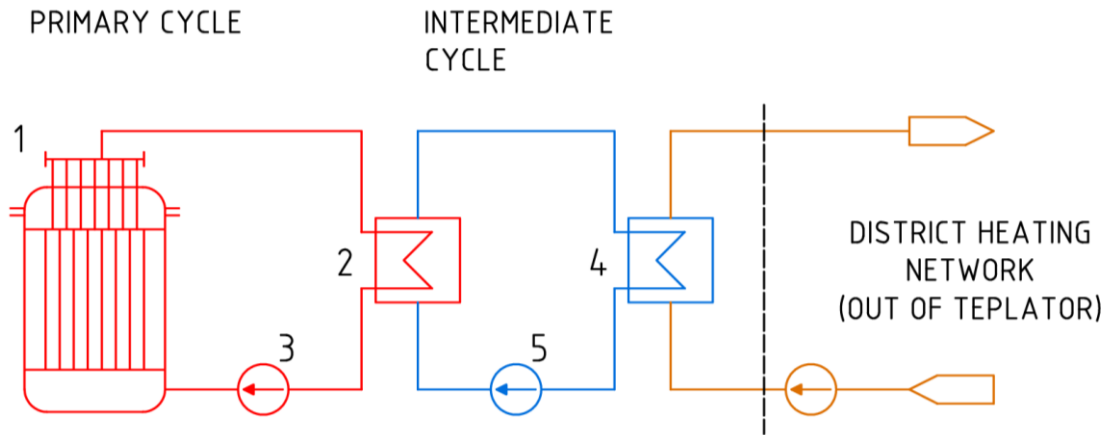 PRIMARY CYCLE
INTERMEDIATE
CYCLE
1
2
3
4
5
DISTRICT HEATING
NETWORK
(OUT OF TEPLATOR)